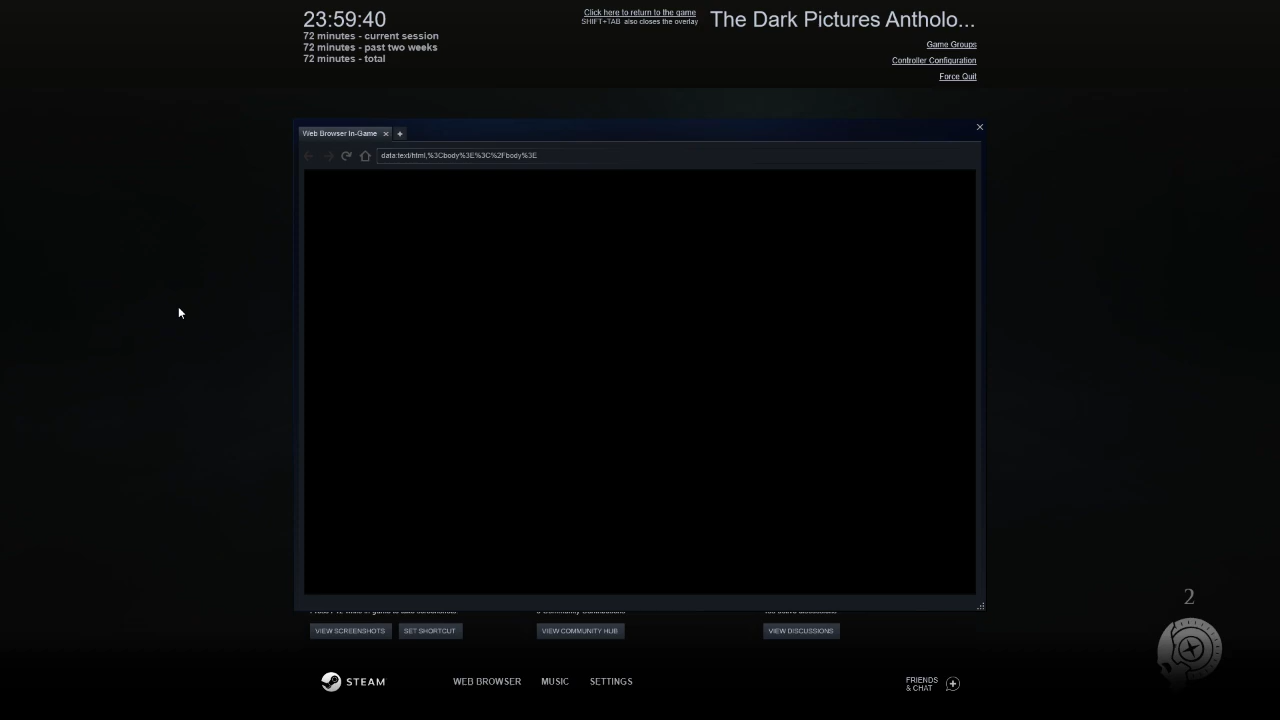 23:59:40
72 minutes - current session
72 minutes - past two weeks
72 minutes - total
Click here to return to the game
SHIFT+TAB also closes the overlay
The Dark Pictures Antholo...
Game Groups
Controller Configuration
Force Quit
Web Browser In-Game
data:text/html,%3Cbody%3E%3C%2Fbody%3E
VIEW SCREENSHOTS SET SHORTCUT VIEW COMMUNITY HUB VIEW DISCUSSIONS
2
STEAM WEB BROWSER MUSIC SETTINGS
FRIENDS
& CHAT